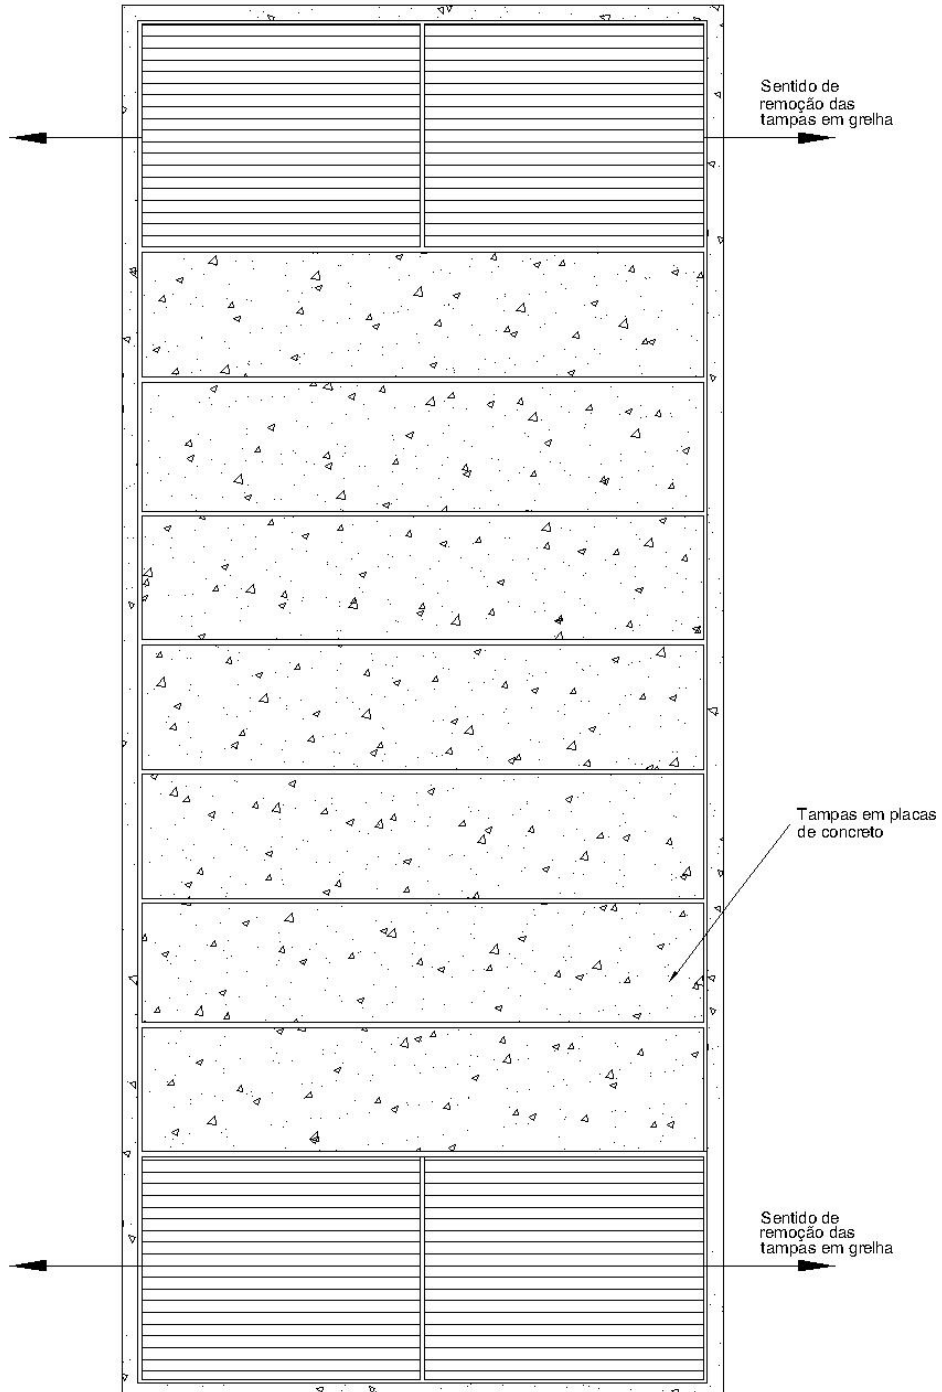 Sentido de
remoção das
tampas em grelha
Tampas em placas
de concreto
Sentido de
remoção das
tampas em grelha